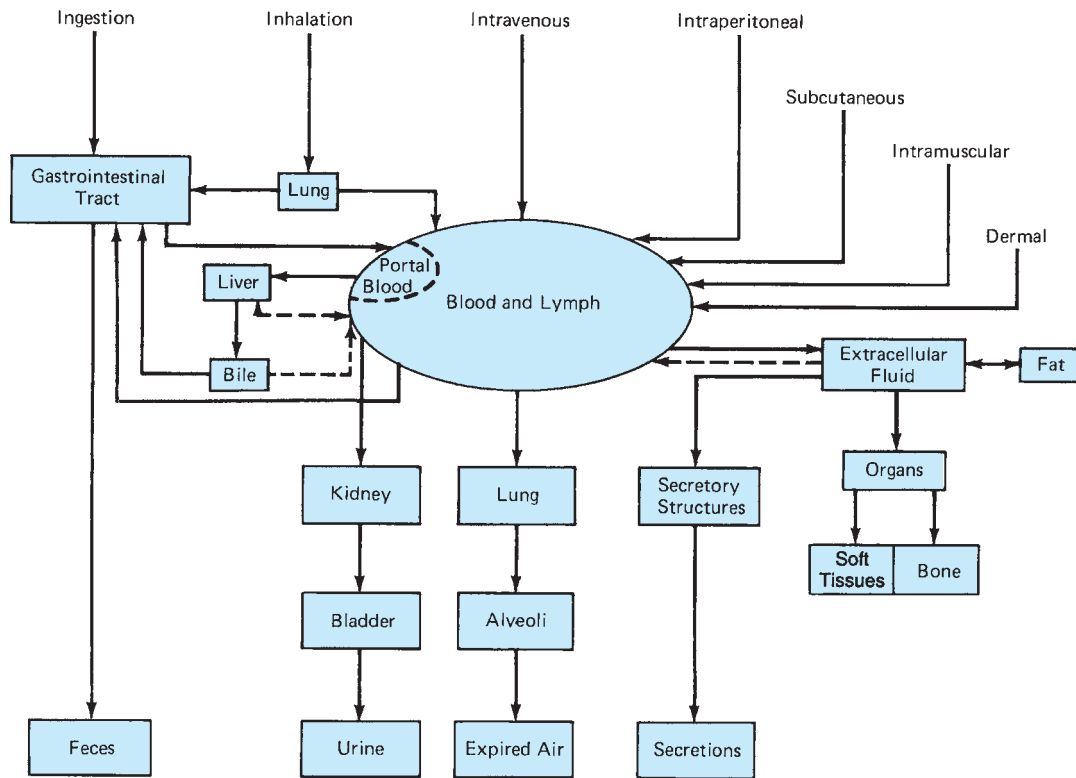 Ingestion
Inhalation
Intravenous
Intraperitoneal
Subcutaneous
Intramuscular
Dermal
Gastrointestinal
Tract
Lung
Portal
Blood
Liver
Blood and Lymph
Bile
Extracellular
Fluid
Fat
Organs
Kidney
Lung
Secretory
Structures
Soft
Tissues
Bone
Bladder
Alveoli
Feces
Urine
Expired Air
Secretions